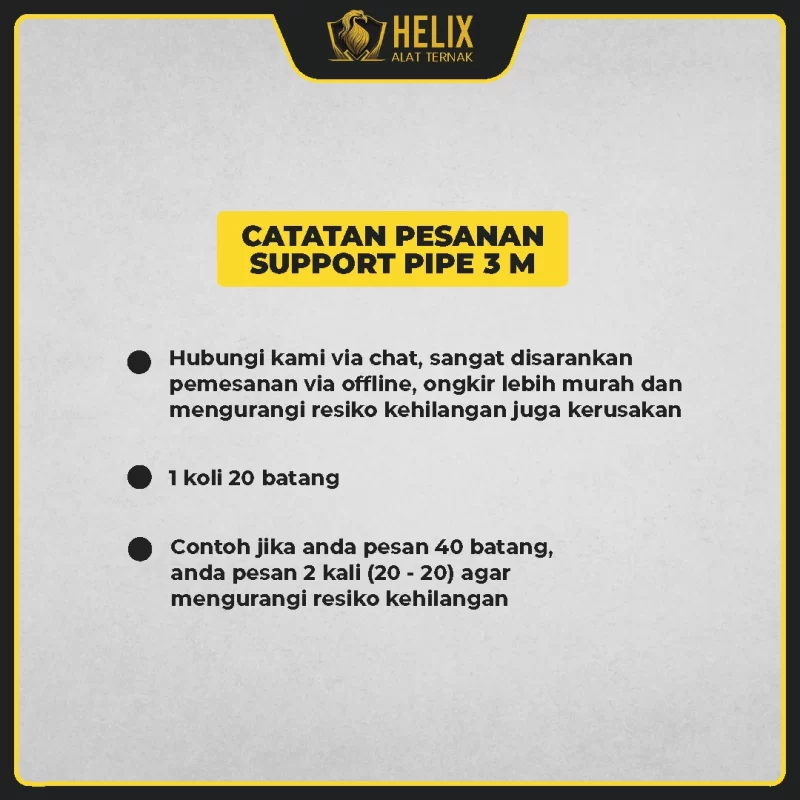 HELIX
ALAT TERNAK
CATATAN PESANAN
SUPPORT PIPE 3 M
Hubungi kami via chat, sangat disarankan
pemesanan via offline, ongkir lebih murah dan
mengurangi resiko kehilangan juga kerusakan
1 koli 20 batang
Contoh jika anda pesan 40 batang,
anda pesan 2 kali (20 - 20) agar
mengurangi resiko kehilangan